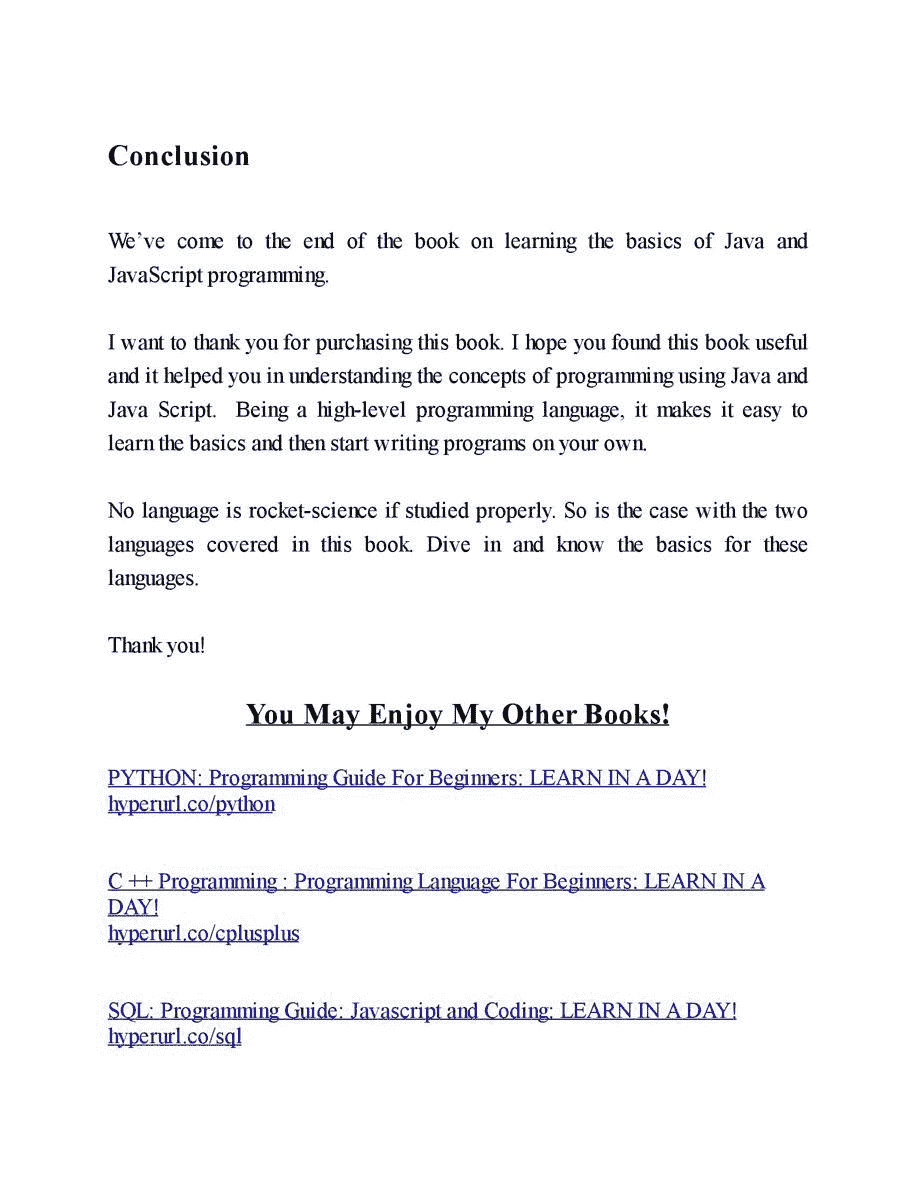 Conclusion
We’ve come to the end of the book on learning the basics of Java and
JavaScript programming.
I want to thank you for purchasing this book. I hope you found this book useful
and it helped you in understanding the concepts of programming using Java and
Java Script.  Being a high-level programming language, it makes it easy to
learn the basics and then start writing programs on your own.
No language is rocket-science if studied properly. So is the case with the two
languages covered in this book. Dive in and know the basics for these
languages.
Thank you!
You May Enjoy My Other Books!
PYTHON: Programming Guide For Beginners: LEARN IN A DAY!
hyperurl.co/python
C ++ Programming : Programming Language For Beginners: LEARN IN A
DAY!
hyperurl.co/cplusplus
SQL: Programming Guide: Javascript and Coding: LEARN IN A DAY!
hyperurl.co/sql